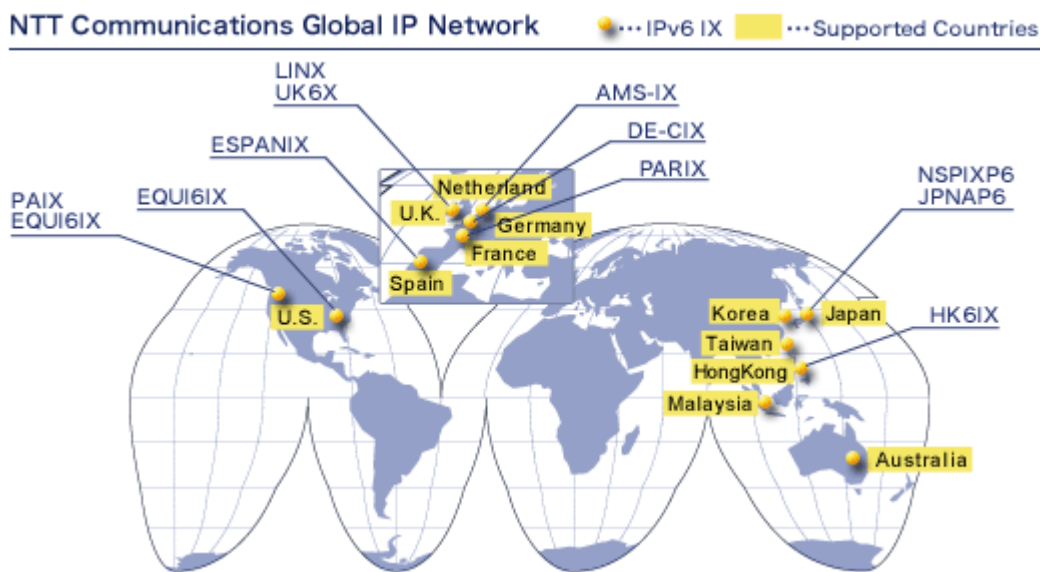 NTT Communications Global IP Network
···IPv6 IX
···Supported Countries
LINX
UK6X
AMS-IX
DE-CIX
ESPANIX
PARIX
NSPIXP6
JPNAP6
PAIX
EQUI6IX
EQUI6IX
Netherland
U.K.
Germany
France
Spain
U.S.
Korea
Japan
HK6IX
Taiwan
HongKong
Malaysia
Australia